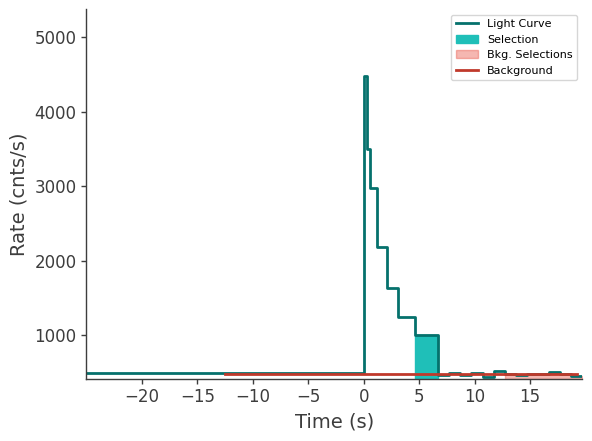 Light Curve
Selection
Bkg. Selections
Background
5000
4000
3000
2000
1000
Rate (cnts/s)
−20 −15 −10 −5 0 5 10 15
Time (s)